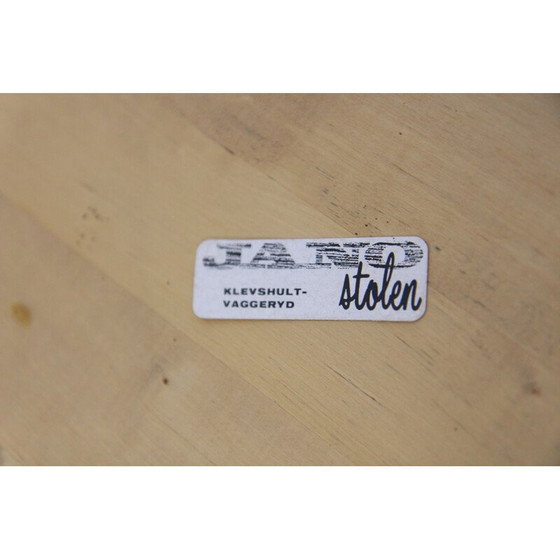 JANO
stolen
KLEVSHULT-
VAGGERYD